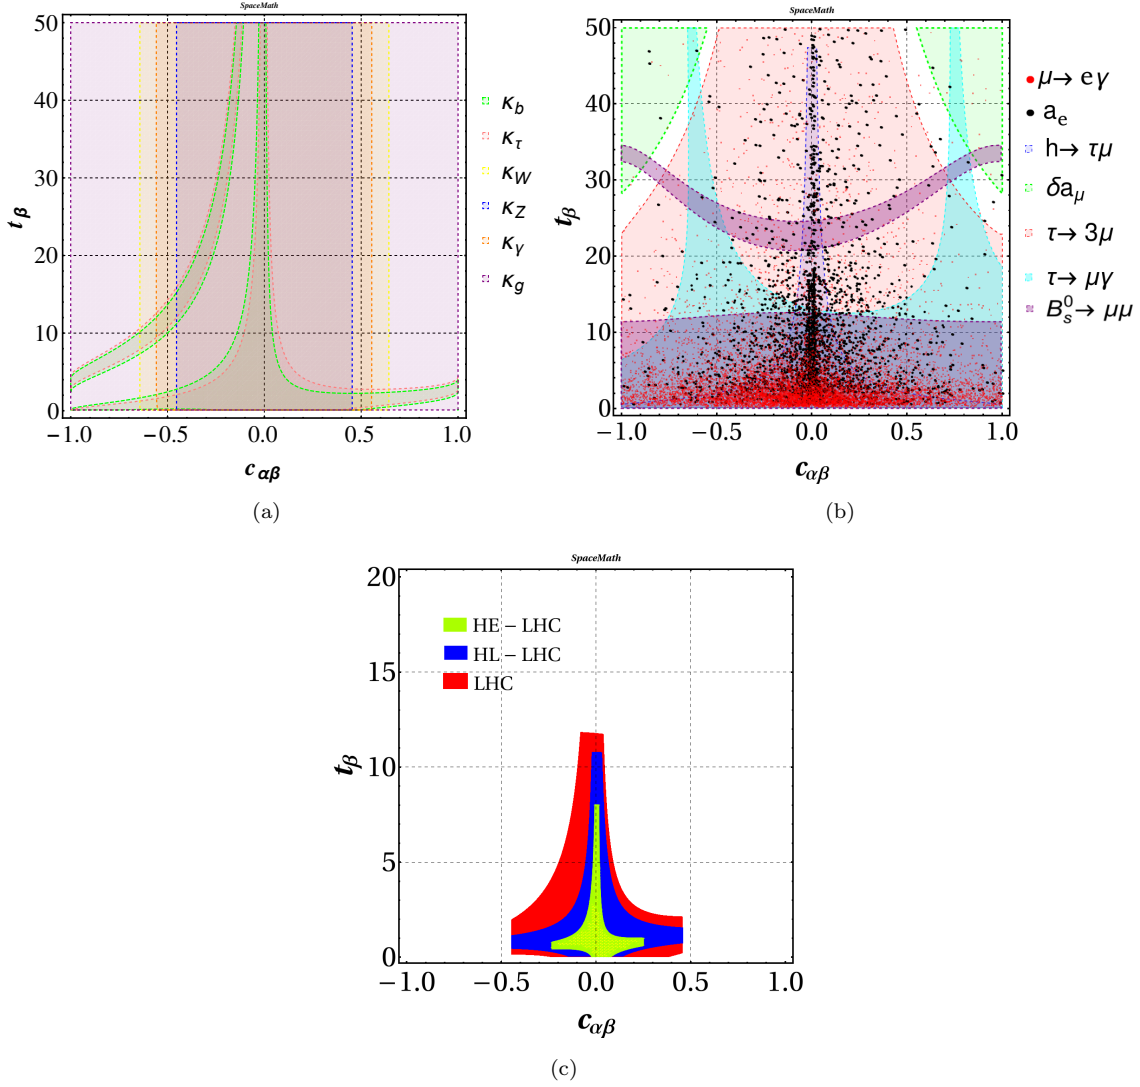 SpaceMath
50
40
30
20
10
0
-1.0 -0.5 0.0 0.5 1.0
t_β
c_αβ
κ_b
κ_τ
κ_W
κ_Z
κ_γ
κ_g
(a)
SpaceMath
50
40
30
20
10
0
-1.0 -0.5 0.0 0.5 1.0
t_β
c_αβ
μ→ eγ
a_e
h→ τμ
δa_μ
τ→ 3μ
τ→ μγ
B_s^0→ μμ
(b)
SpaceMath
20
15
10
5
0
-1.0 -0.5 0.0 0.5 1.0
t_β
c_αβ
HE – LHC
HL – LHC
LHC
(c)